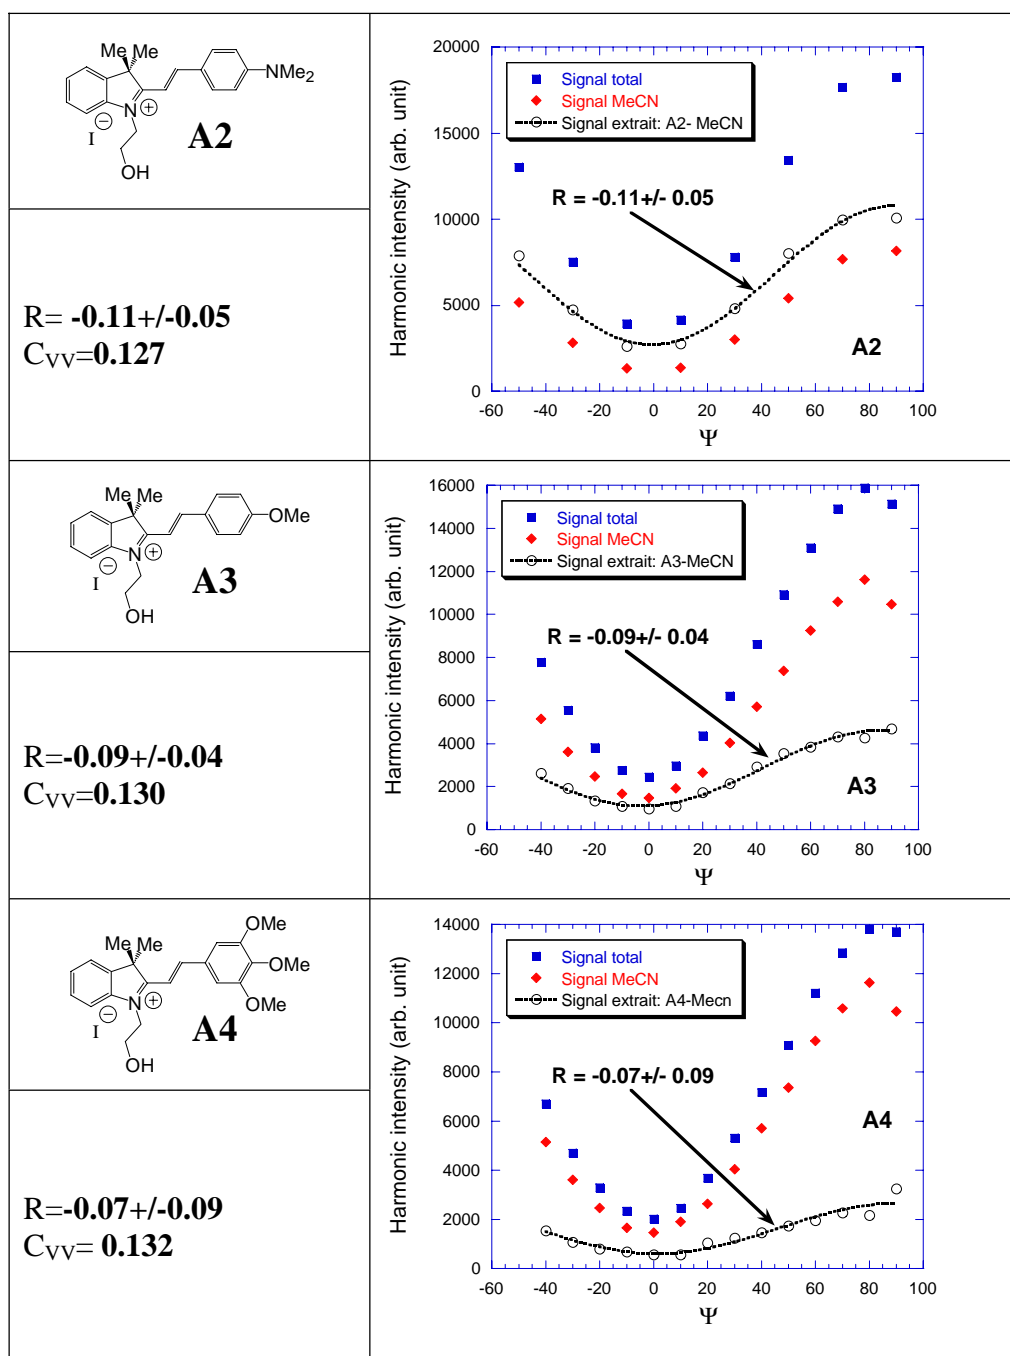 Me Me
NMe2
N
+
I −
A2
OH
R= -0.11+/-0.05
CVV=0.127
Harmonic intensity (arb. unit)
20000
15000
10000
5000
0
Signal total
Signal MeCN
Signal extrait: A2- MeCN
R = -0.11+/- 0.05
A2
-60 -40 -20 0 20 40 60 80 100
Ψ
Me Me
OMe
N
+
I −
A3
OH
R=-0.09+/-0.04
CVV=0.130
Harmonic intensity (arb. unit)
16000
14000
12000
10000
8000
6000
4000
2000
0
Signal total
Signal MeCN
Signal extrait: A3-MeCN
R = -0.09+/- 0.04
A3
-60 -40 -20 0 20 40 60 80 100
Ψ
OMe
Me Me
OMe
OMe
N
+
I −
A4
OH
R=-0.07+/-0.09
CVV= 0.132
Harmonic intensity (arb. unit)
14000
12000
10000
8000
6000
4000
2000
0
Signal total
Signal MeCN
Signal extrait: A4-Mecn
R = -0.07+/- 0.09
A4
-60 -40 -20 0 20 40 60 80 100
Ψ